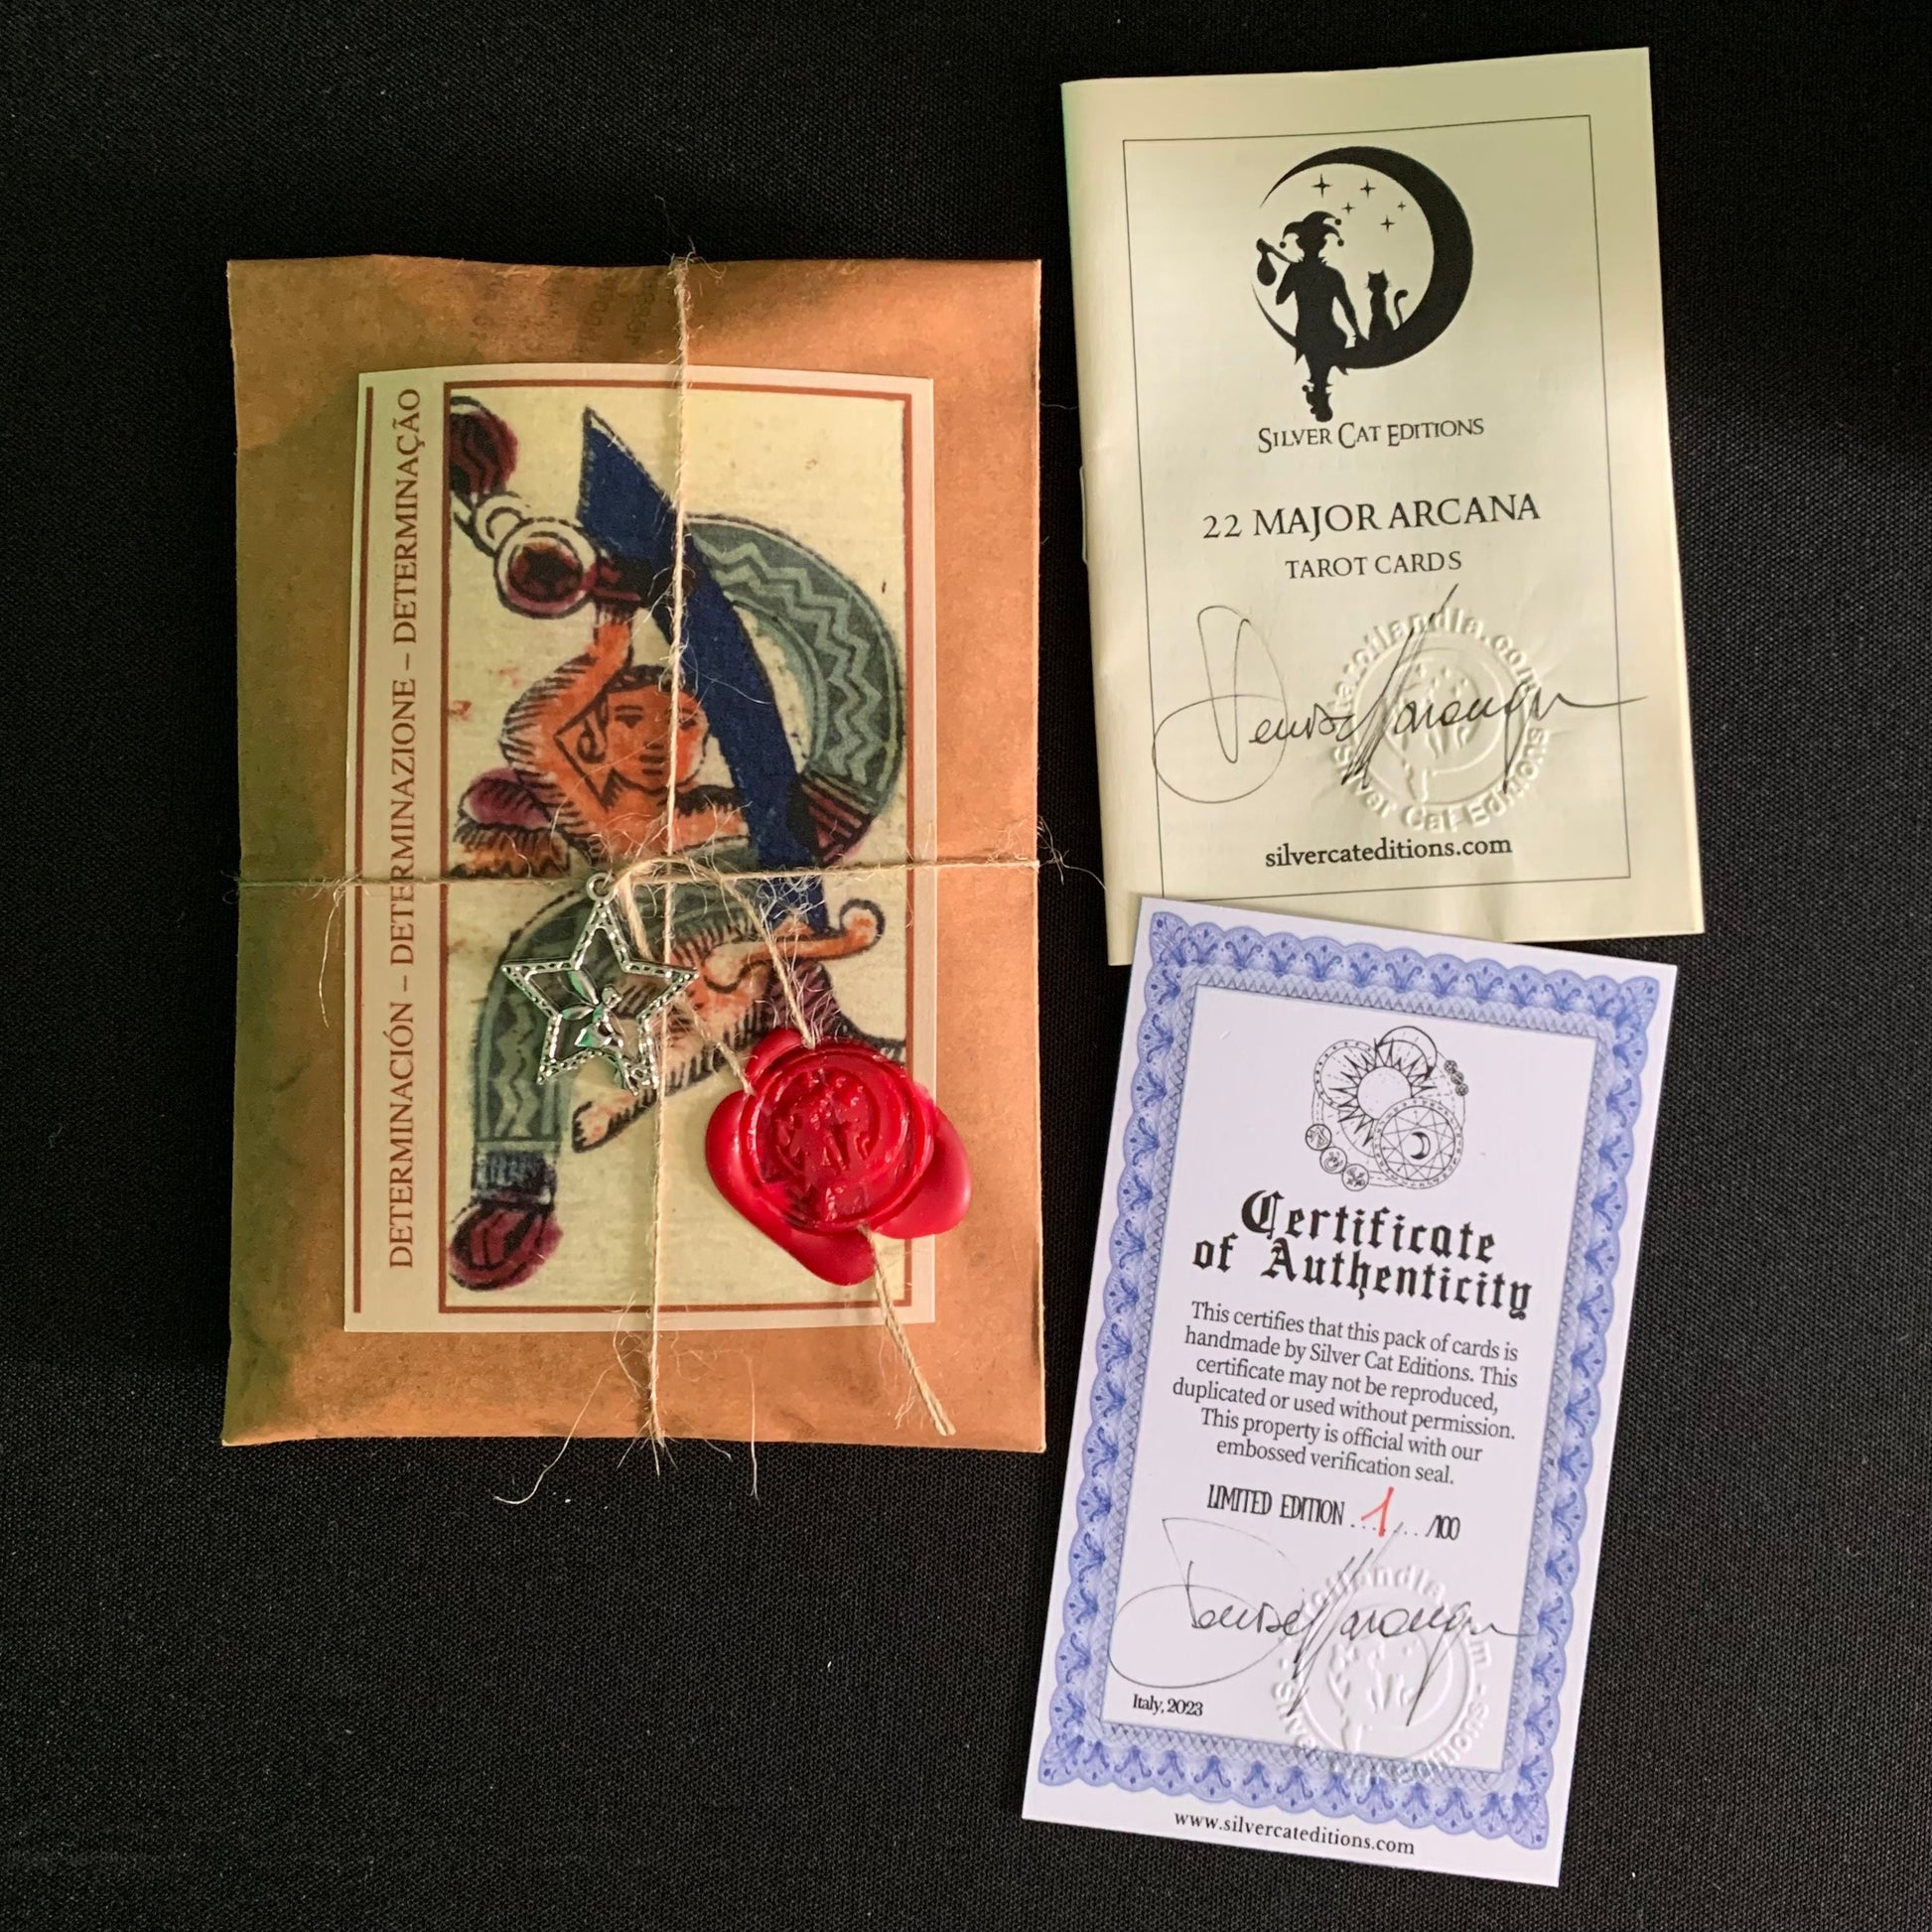 DETERMINACIÓN – DETERMINAZIONE – DETERMINAÇÃO
SILVER CAT EDITIONS
22 MAJOR ARCANA
TAROT CARDS
Silver Cat Editions
silvercateditions.com
Certificate
of Authenticity
This certifies that this pack of cards is
handmade by Silver Cat Editions. This
certificate may not be reproduced,
duplicated or used without permission.
This property is official with our
embossed verification seal.
LIMITED EDITION ..1.... /100
Italy, 2023
www.silvercateditions.com